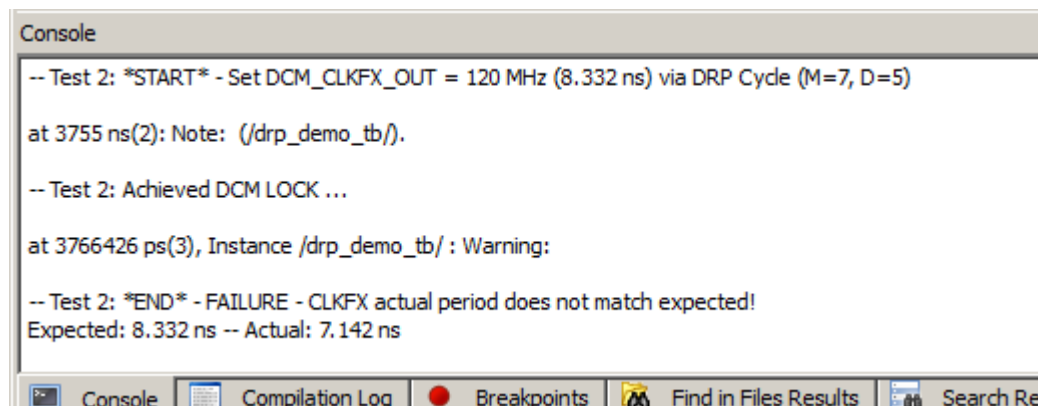 Console
-- Test 2: *START* - Set DCM_CLKFX_OUT = 120 MHz (8.332 ns) via DRP Cycle (M=7, D=5)
at 3755 ns(2): Note:  (/drp_demo_tb/).
-- Test 2: Achieved DCM LOCK ...
at 3766426 ps(3), Instance /drp_demo_tb/ : Warning:
-- Test 2: *END* - FAILURE - CLKFX actual period does not match expected!
Expected: 8.332 ns -- Actual: 7.142 ns
Console Compilation Log Breakpoints Find in Files Results Search Re